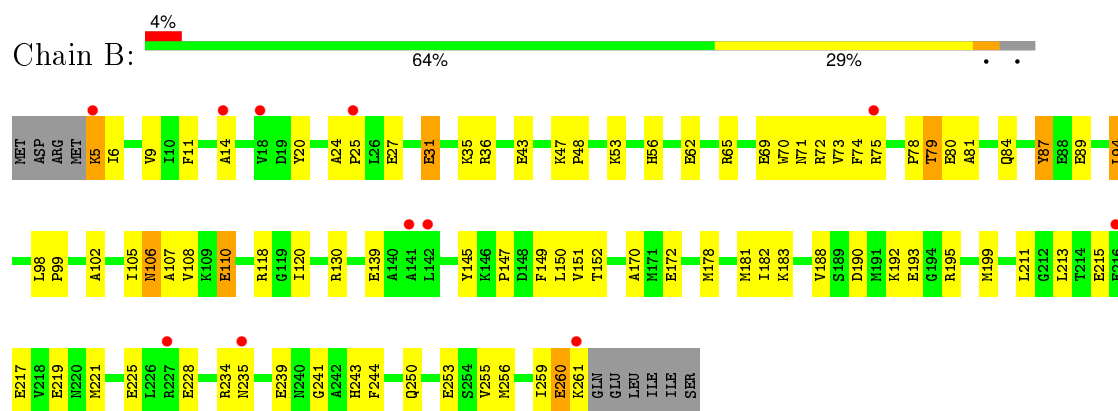 4%
Chain B:
64% 29% • •
MET ASP ARG MET K5 I6 V9 I10 F11 A14 V18 D19 Y20 A24 P25 L26 E27 E31 K35 R36 E43 K47 P48 K53 H56 E62 R65 E69 W70 N71 R72 V73 F74 R75 P78 T79 E80 A81 Q84 Y87 E88 E89
L98 P99 A102 I105 N106 A107 V108 K109 E110 R118 G119 I120 R130 E139 A140 A141 L142 Y145 K146 P147 D148 F149 L150 V151 T152 A170 M171 E172 M178 M181 I182 K183 V188 S189 D190 M191 K192 E193 G194 R195 M199 L211 G212 L213 T214 E215
E217 V218 E219 N220 M221 E225 L226 R227 E228 R234 N235 E239 N240 G241 A242 H243 F244 Q250 E253 S254 V255 M256 I259 E260 K261 GLN GLU LEU ILE ILE SER